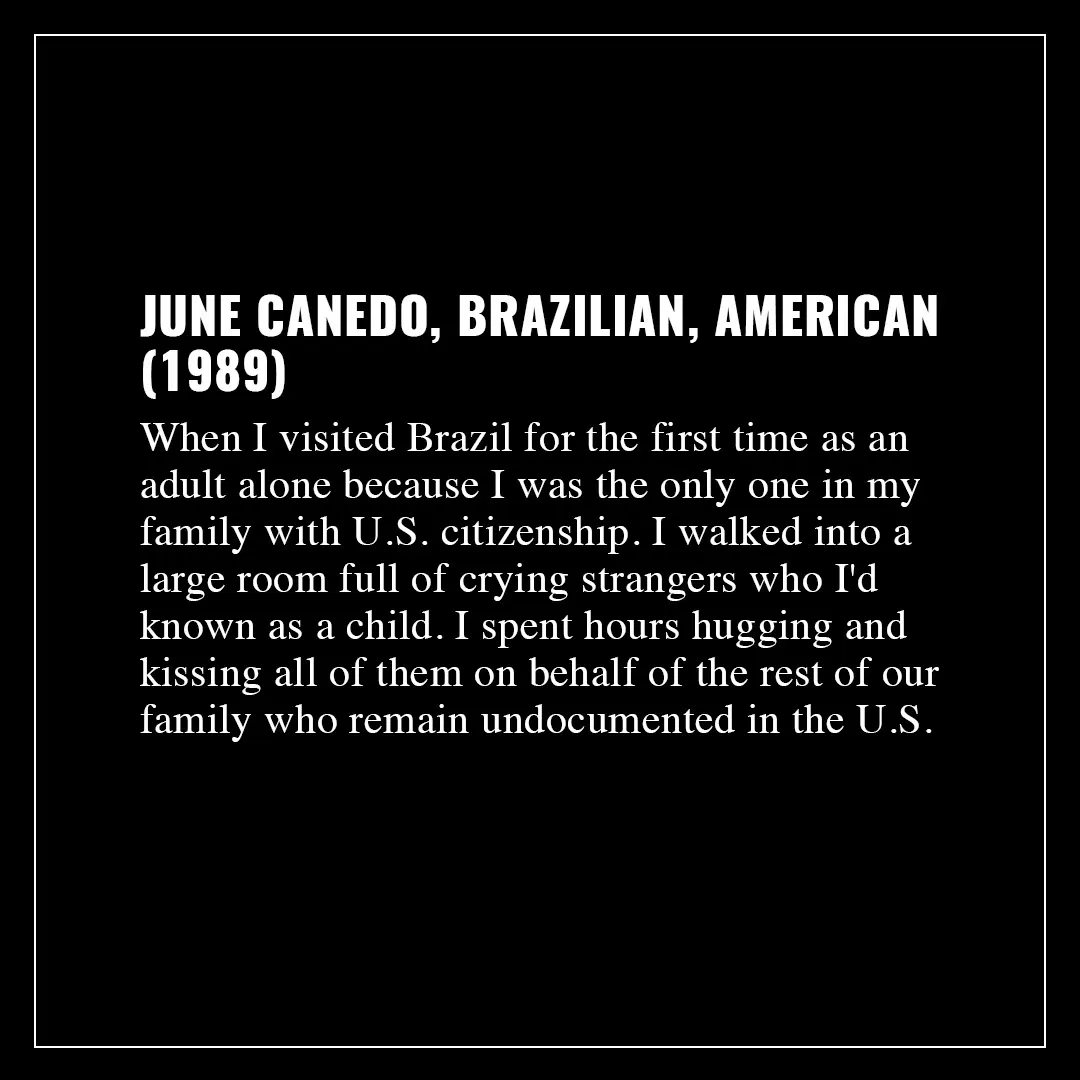 JUNE CANEDO, BRAZILIAN, AMERICAN
(1989)
When I visited Brazil for the first time as an
adult alone because I was the only one in my
family with U.S. citizenship. I walked into a
large room full of crying strangers who I'd
known as a child. I spent hours hugging and
kissing all of them on behalf of the rest of our
family who remain undocumented in the U.S.